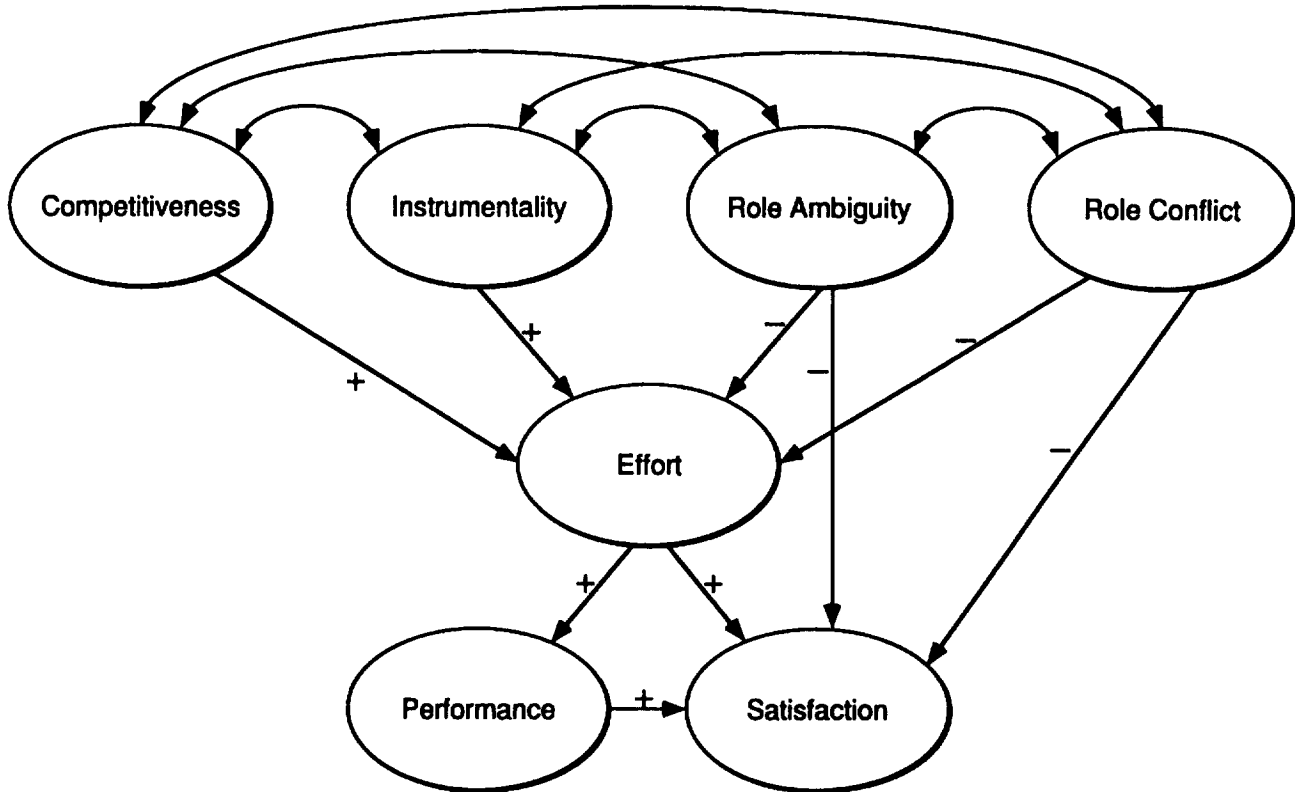 Competitiveness
Instrumentality
Role Ambiguity
Role Conflict
+
−
−
−
+
−
Effort
+
+
Performance
+
Satisfaction